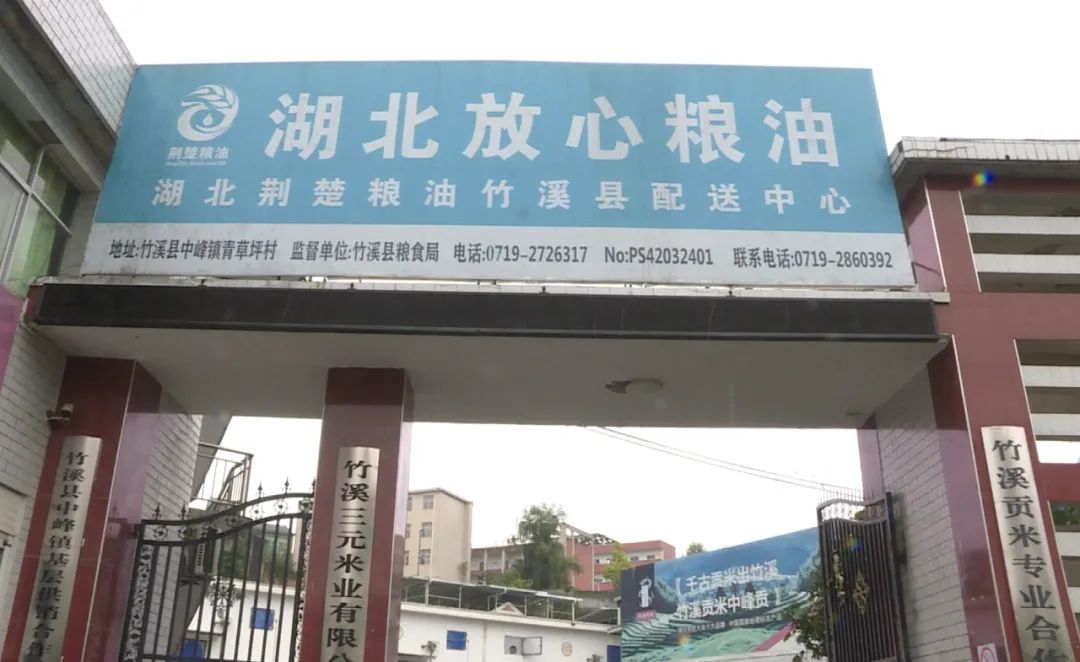 湖北放心粮油
荆楚粮油
湖北荆楚粮油竹溪县配送中心
地址:竹溪县中峰镇青草坪村 监督单位:竹溪县粮食局 电话:0719-2726317 No:PS42032401 联系电话:0719-2860392
竹溪县中峰镇基层供销合作
竹溪三元米业有限公
竹溪贡米专业合作
【千古贡米出竹溪
竹溪贡米中峰贡】